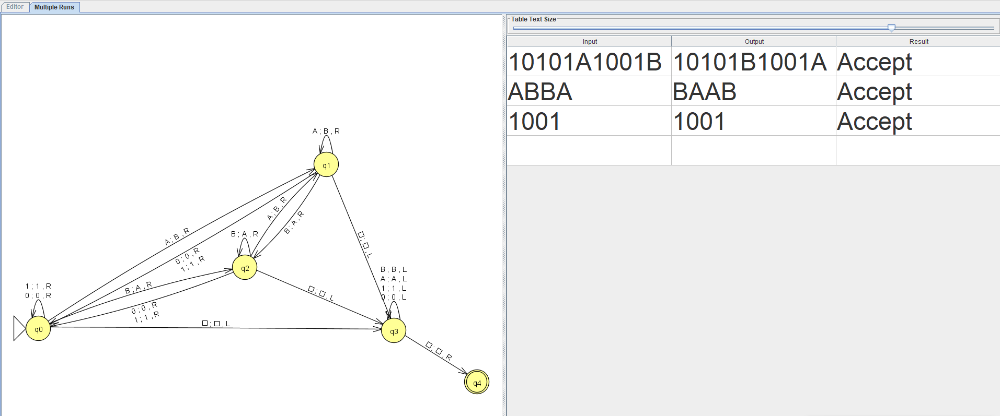 Editor
Multiple Runs
Table Text Size
Input Output Result
10101A1001B 10101B1001A Accept
ABBA BAAB Accept
1001 1001 Accept
A ; B , R
q1
A ; B , R
B ; A , R
A ; B , R
0 ; 0 , R
1 ; 1 , R
B ; A , R
q2
□ ; □ , L
B ; B , L
A ; A , L
1 ; 1 , L
0 ; 0 , L
1 ; 1 , R
0 ; 0 , R
B ; A , R
0 ; 0 , R
1 ; 1 , R
□ ; □ , L
□ ; □ , L
q0
q3
□ ; □ , R
q4